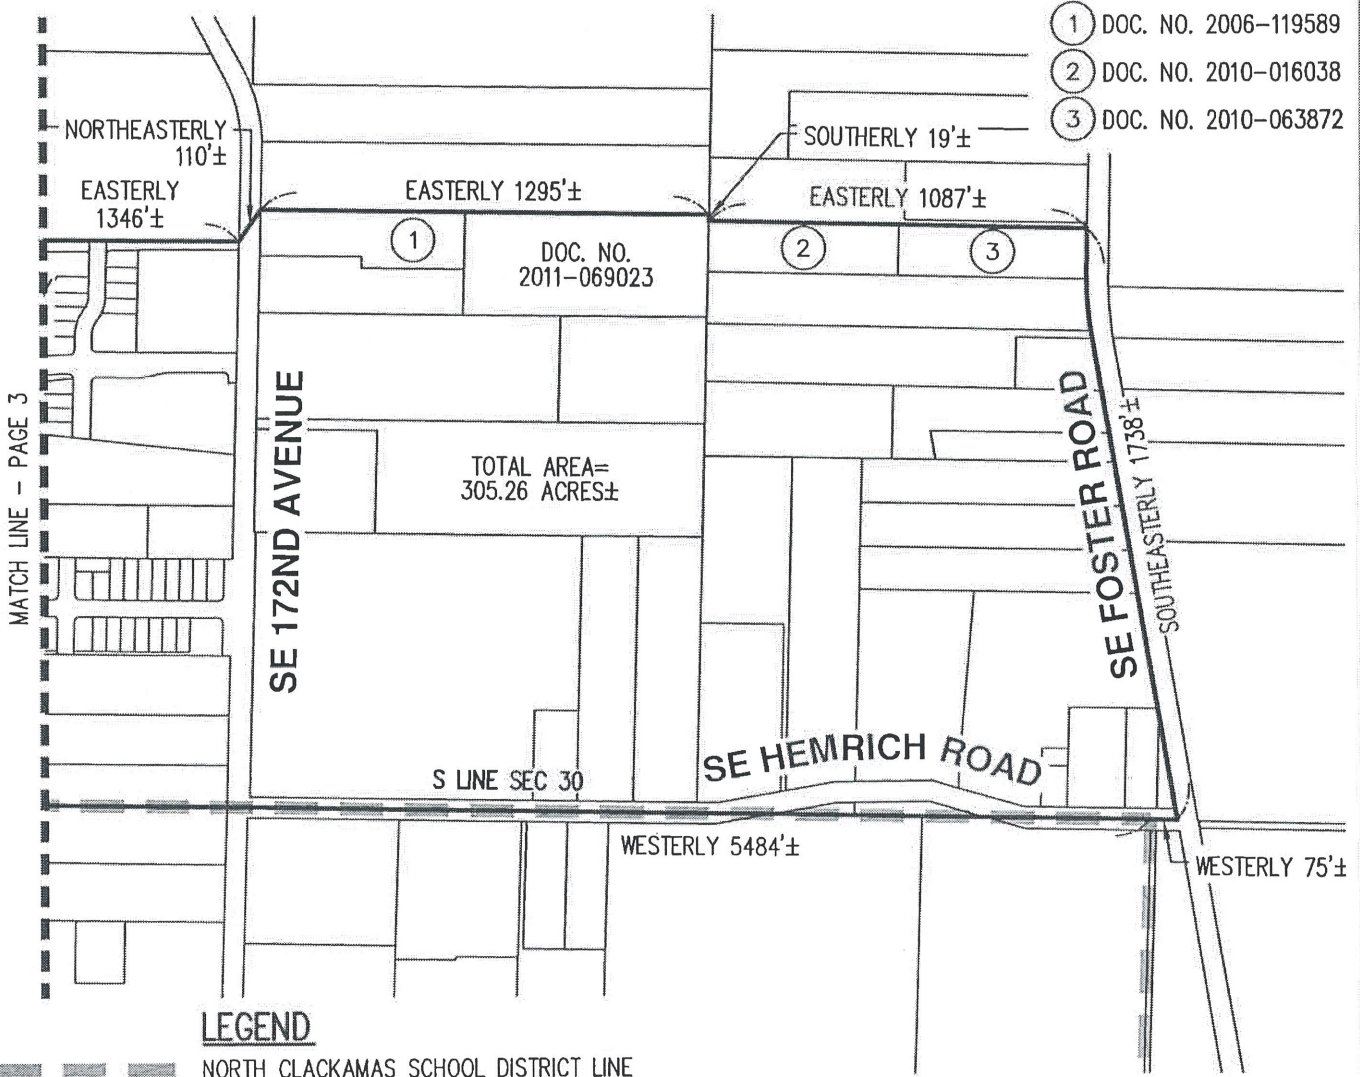 1 DOC. NO. 2006-119589
2 DOC. NO. 2010-016038
3 DOC. NO. 2010-063872
NORTHEASTERLY
110'±
SOUTHERLY 19'±
EASTERLY
1346'±
EASTERLY 1295'±
EASTERLY 1087'±
1
2
3
DOC. NO.
2011-069023
MATCH LINE - PAGE 3
SE 172ND AVENUE
TOTAL AREA=
305.26 ACRES±
SE FOSTER ROAD
SOUTHEASTERLY 1738'±
SE HEMRICH ROAD
S LINE SEC 30
WESTERLY 5484'±
WESTERLY 75'±
LEGEND
NORTH CLACKAMAS SCHOOL DISTRICT LINE